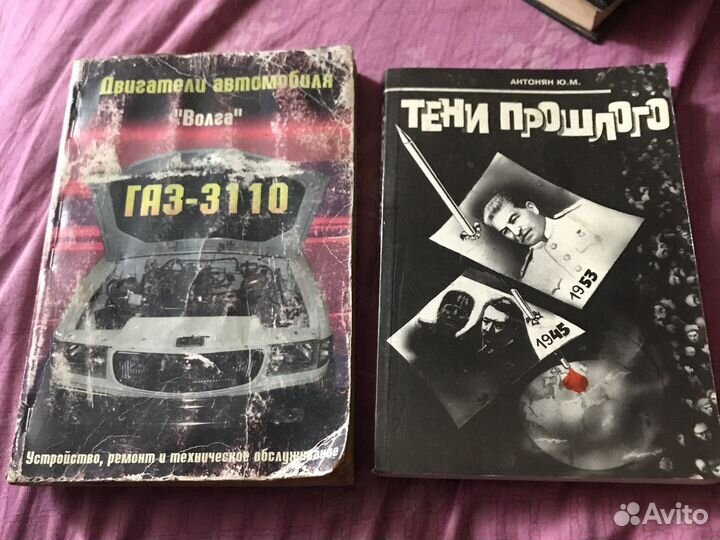 Двигатели автомобиля
"Волга"
ГАЗ-3110
Устройство, ремонт и техническое обслуживание
АНТОНЯН Ю.М.
ТЕНИ ПРОШЛОГО
1953
1945
Avito